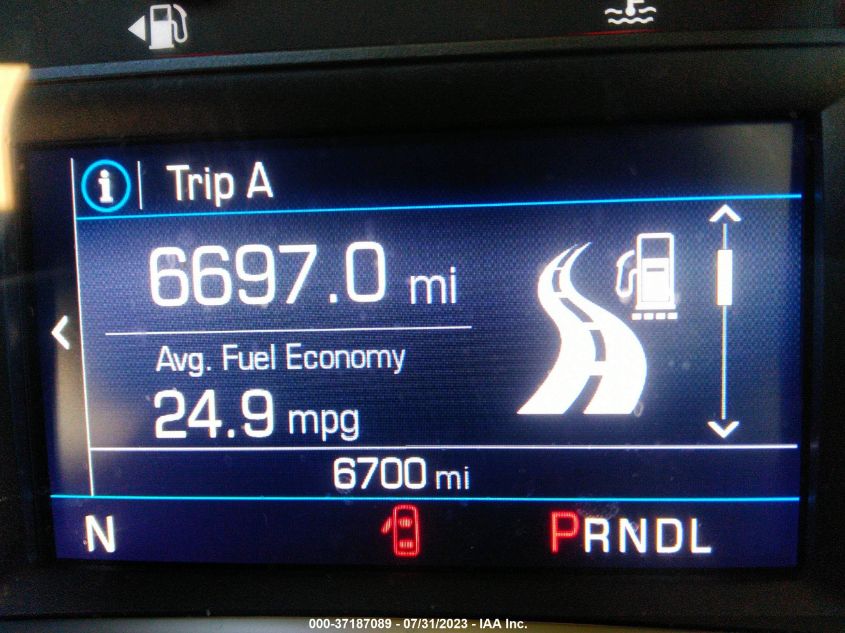 Trip A
6697.0 mi
Avg. Fuel Economy
24.9 mpg
6700 mi
N PRNDL
000-37187089 - 07/31/2023 - IAA Inc.